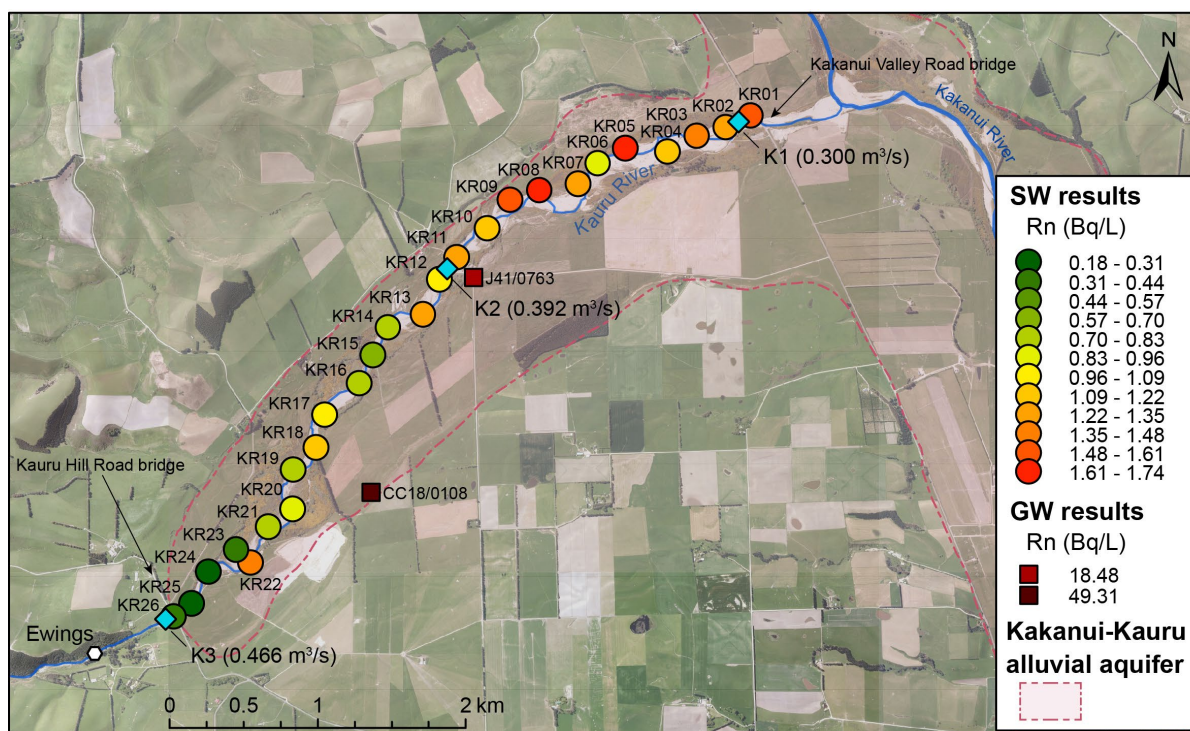 N
Kakanui Valley Road bridge
Kakanui River
KR01
KR02
KR03
KR04
KR05
KR06
KR07
K1 (0.300 m³/s)
Kauru River
KR08
KR09
KR10
KR11
KR12
J41/0763
K2 (0.392 m³/s)
KR13
KR14
KR15
KR16
KR17
KR18
Kauru Hill Road bridge
KR19
KR20
CC18/0108
KR21
KR23
KR24
KR22
KR25
KR26
Ewings
K3 (0.466 m³/s)
0 0.5 1 2 km
SW results
Rn (Bq/L)
0.18 - 0.31
0.31 - 0.44
0.44 - 0.57
0.57 - 0.70
0.70 - 0.83
0.83 - 0.96
0.96 - 1.09
1.09 - 1.22
1.22 - 1.35
1.35 - 1.48
1.48 - 1.61
1.61 - 1.74
GW results
Rn (Bq/L)
18.48
49.31
Kakanui-Kauru
alluvial aquifer